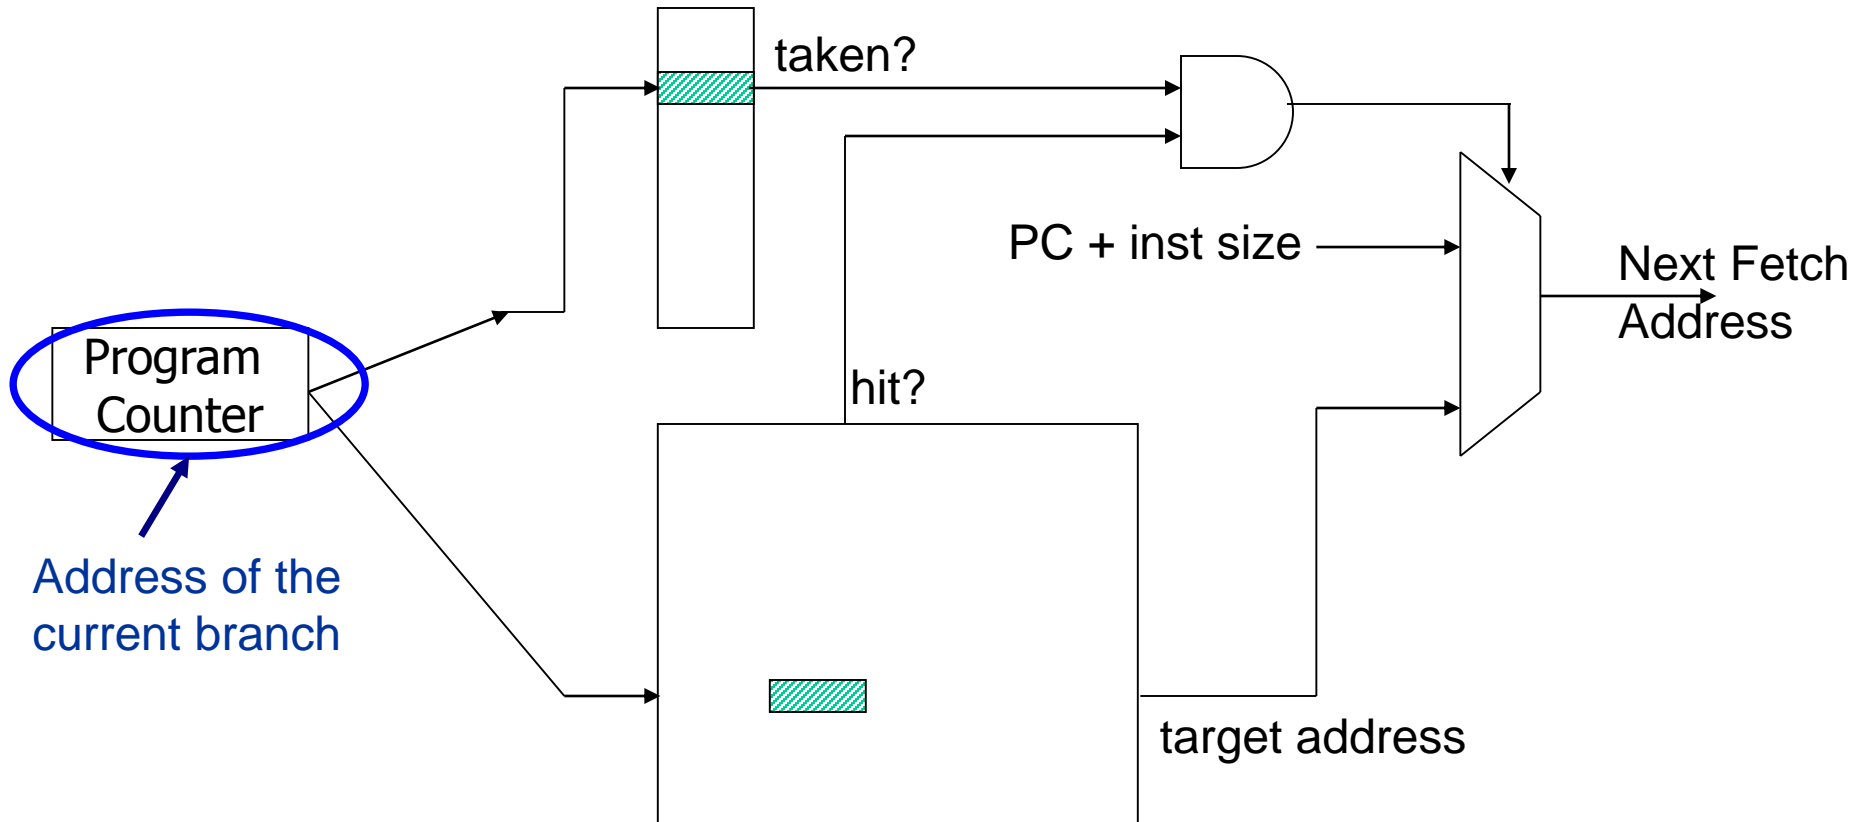 taken?
PC + inst size
Next Fetch
Address
Program
Counter
hit?
Address of the
current branch
target address